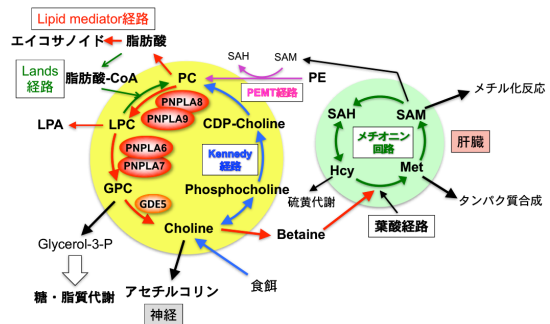 Lipid mediator経路
エイコサノイド
脂肪酸
Lands
経路
脂肪酸-CoA
SAH
SAM
PC
PE
PEMT経路
PNPLA8
PNPLA9
LPA
LPC
CDP-Choline
PNPLA6
PNPLA7
Kennedy
経路
GPC
Phosphocholine
GDE5
Choline
Betaine
Glycerol-3-P
糖・脂質代謝
アセチルコリン
神経
食餌
SAH
SAM
メチル化反応
メチオニン
回路
肝臓
Hcy
Met
硫黄代謝
葉酸経路
タンパク質合成